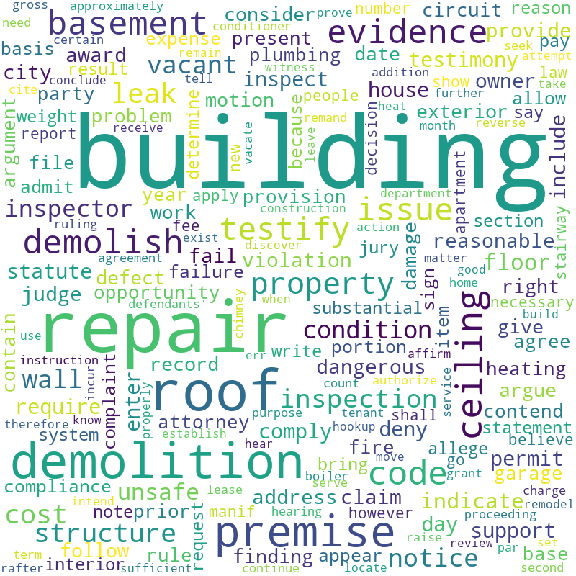 gross approximately conditioner prove
need certain remain consider circuit number reason
basement evidence provide
basis award expense present plumbing date testimony seek attempt
city result vacant tell inspect house show owner law pay
conclude witness addition further take
cite party leak motion people remand decision exterior say allow
weight problem because heat month reverse
argument report receive determine new vacate leave include
building
file admit year apply provision department apartment section
ruling construction action issue stairway
inspector work fee exist testify jury damage reasonable
demolish fail agreement discover violation sign matter good floor
statute defect failure property home build
judge opportunity defendants when chimney substantial item right necessary
contain repair record err write portion condition ceiling give agree
instruction use incur count affirm dangerous heating
wall complaint enter roof authorize inspection argue
require attorney purpose tenant shall service contend statement
therefore know properly establish comply hookup fire deny allege believe
system hear move go grant permit
demolition code
compliance note unsafe lease boiler bring charge garage remodel
intend prior request serve address claim indicate
cost structure manif hearing however day proceeding support
follow rule finding raise review par set
term interior appear notice base
rafter sufficient continue locate second
premise